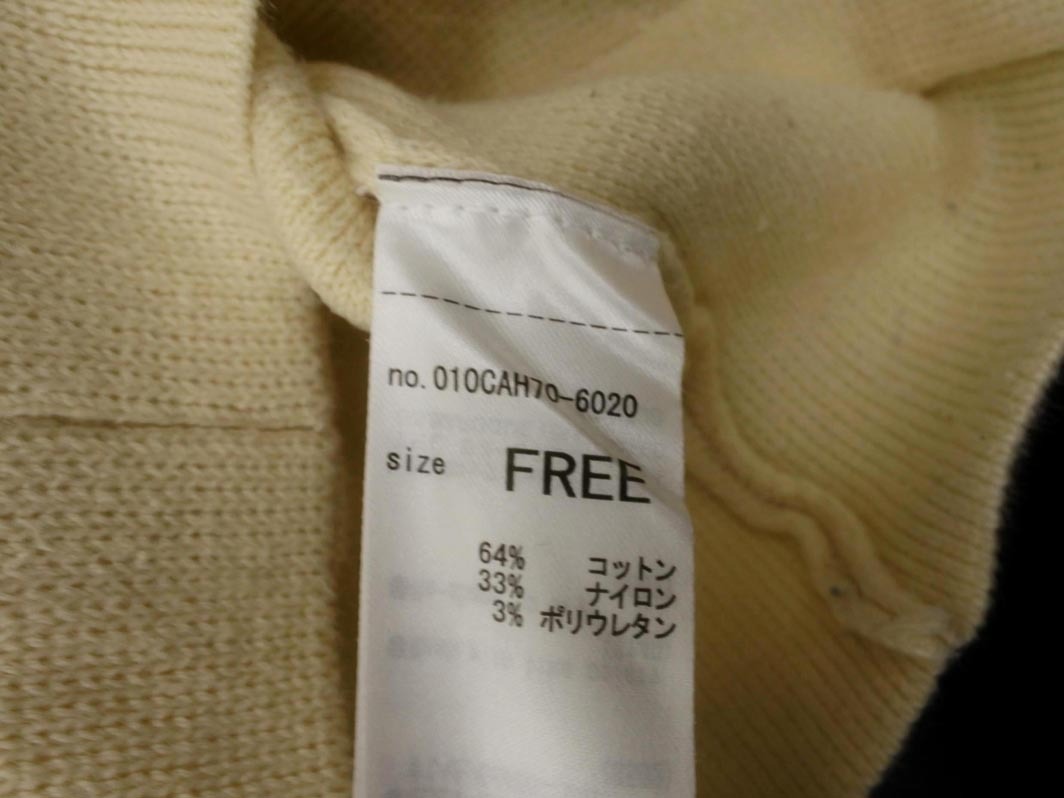 no.010CAH70-6020
size FREE
64% コットン
33% ナイロン
3% ポリウレタン